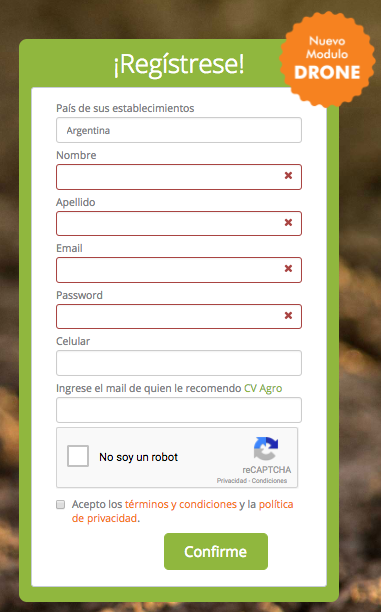 ¡Regístrese!
Nuevo
Modulo
DRONE
País de sus establecimientos
Argentina
Nombre
Apellido
Email
Password
Celular
Ingrese el mail de quien le recomendo CV Agro
No soy un robot
reCAPTCHA
Privacidad - Condiciones
Acepto los términos y condiciones y la política
de privacidad.
Confirme